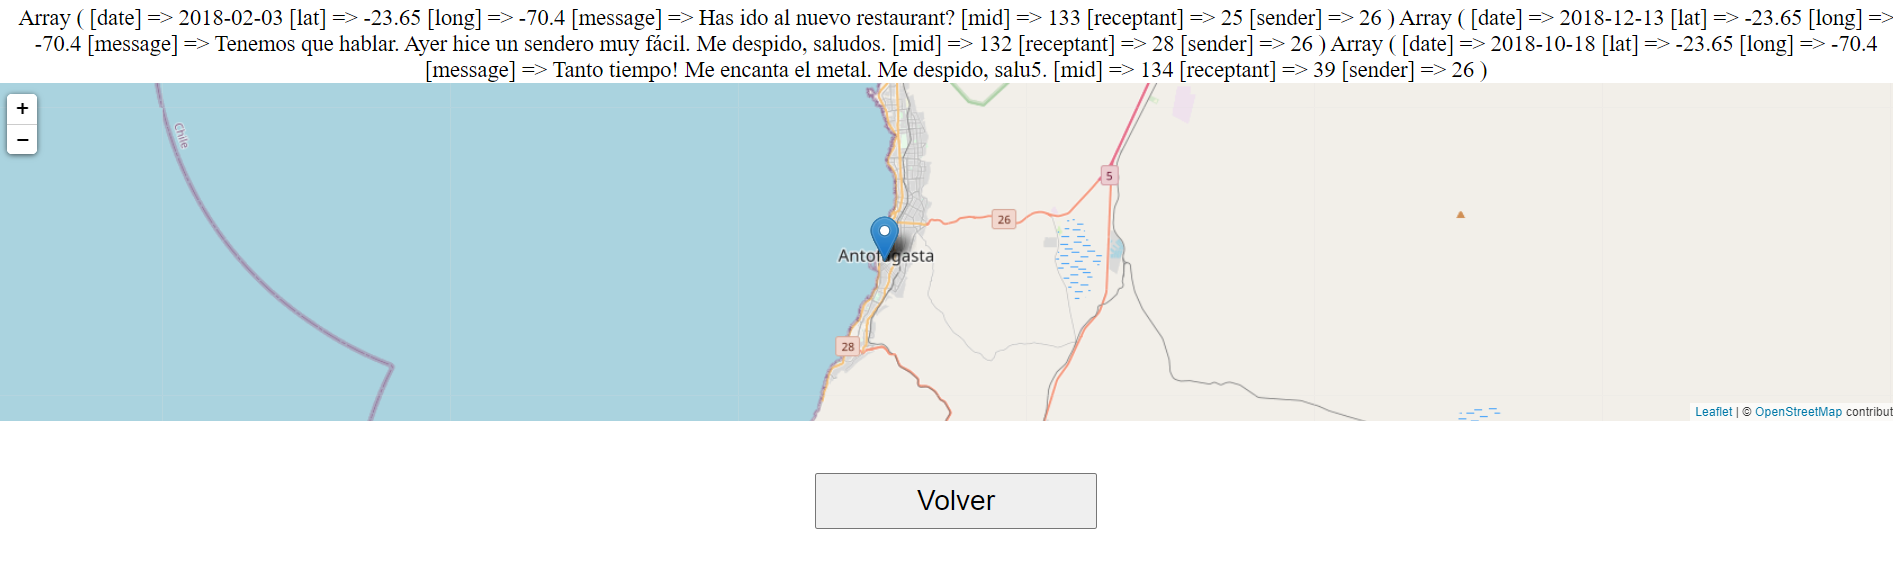 Array ( [date] => 2018-02-03 [lat] => -23.65 [long] => -70.4 [message] => Has ido al nuevo restaurant? [mid] => 133 [receptant] => 25 [sender] => 26 ) Array ( [date] => 2018-12-13 [lat] => -23.65 [long] =>
-70.4 [message] => Tenemos que hablar. Ayer hice un sendero muy fácil. Me despido, saludos. [mid] => 132 [receptant] => 28 [sender] => 26 ) Array ( [date] => 2018-10-18 [lat] => -23.65 [long] => -70.4
[message] => Tanto tiempo! Me encanta el metal. Me despido, salu5. [mid] => 134 [receptant] => 39 [sender] => 26 )
+
−
Chile
5
26
Antofagasta
28
Leaflet | © OpenStreetMap contribut
Volver